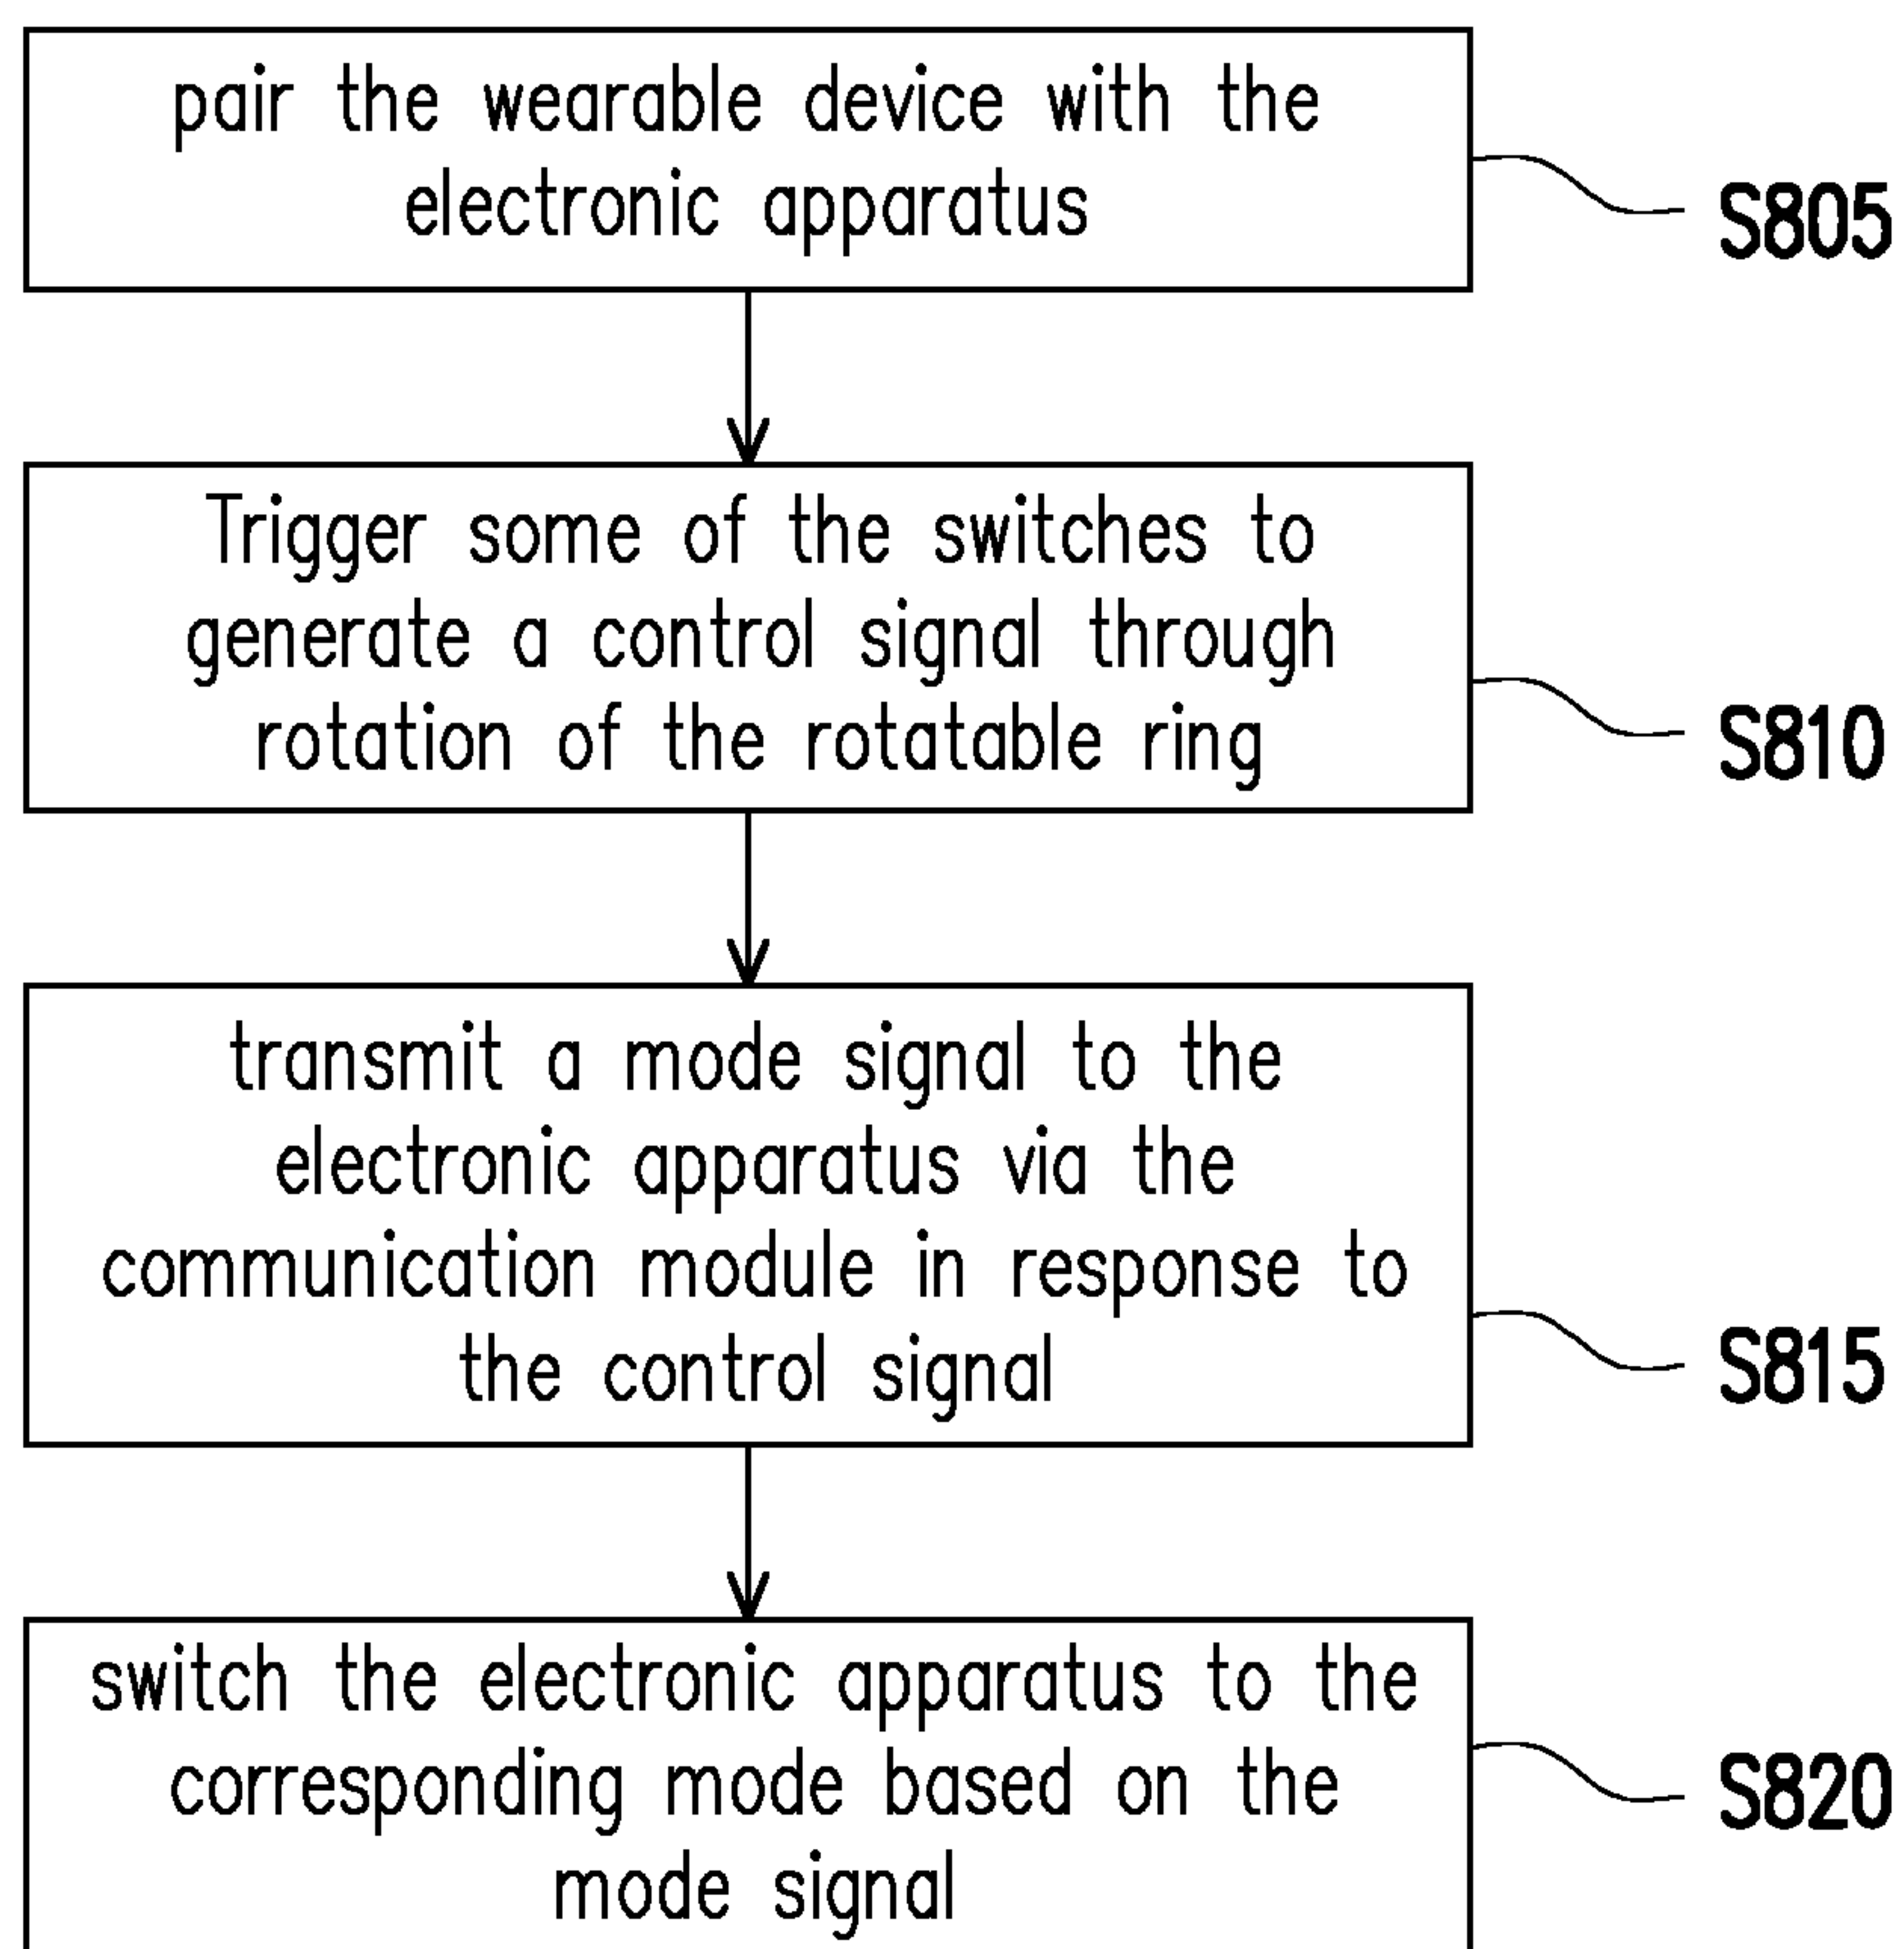 pair the wearable device with the
electronic apparatus
S805
Trigger some of the switches to
generate a control signal through
rotation of the rotatable ring
S810
transmit a mode signal to the
electronic apparatus via the
communication module in response to
the control signal
S815
switch the electronic apparatus to the
corresponding mode based on the
mode signal
S820